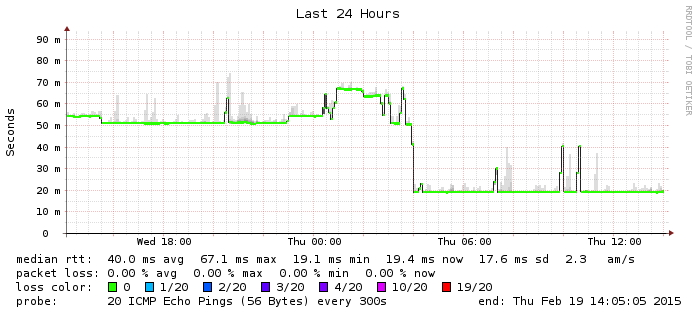 Last 24 Hours
RRDTOOL / TOBI OETIKER
Seconds
90 m
80 m
70 m
60 m
50 m
40 m
30 m
20 m
10 m
0
Wed 18:00 Thu 00:00 Thu 06:00 Thu 12:00
median rtt: 40.0 ms avg 67.1 ms max 19.1 ms min 19.4 ms now 17.6 ms sd 2.3 am/s
packet loss: 0.00 % avg 0.00 % max 0.00 % min 0.00 % now
loss color: 0 1/20 2/20 3/20 4/20 10/20 19/20
probe: 20 ICMP Echo Pings (56 Bytes) every 300s end: Thu Feb 19 14:05:05 2015